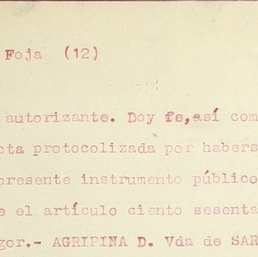 Foja (12)
autorizante. Doy fe,así com
cta protocolizada por habers
presente instrumento público
e el artículo ciento sesenta
gor.- AGRIPINA D. Vda de SAR